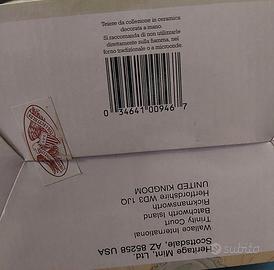 Teiere da collezione in ceramica
decorata a mano.
Si raccomanda di non utilizzarle
direttamente sulla fiamma, nel
forno tradizionale o a microonde
0 34641 00946 7
Heritage Mint, Ltd.
Scottsdale, AZ 85258 USA
Wallace International
Trinity Court
Batchworth Island
Rickmansworth
Hertfordshire WD3 1JQ
UNITED KINGDOM
subito